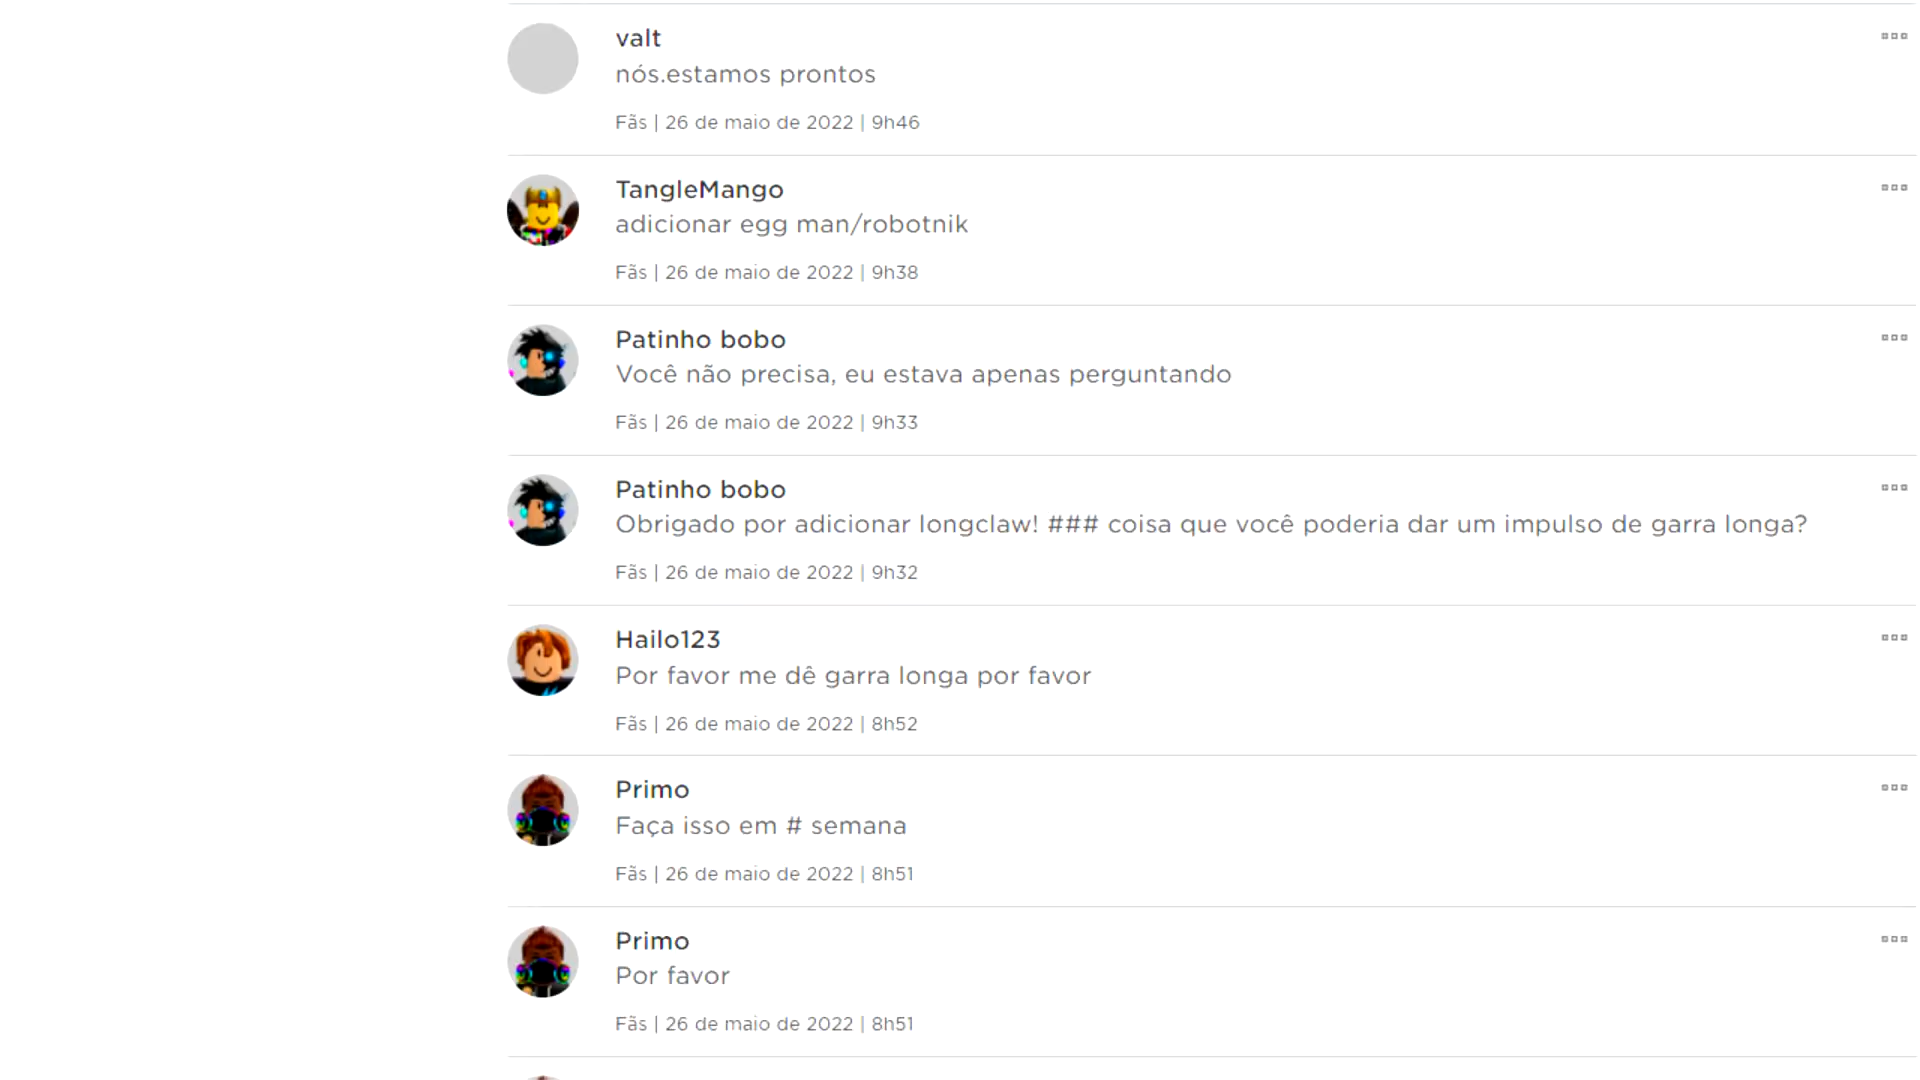 valt
nós.estamos prontos
Fãs | 26 de maio de 2022 | 9h46
TangleMango
adicionar egg man/robotnik
Fãs | 26 de maio de 2022 | 9h38
Patinho bobo
Você não precisa, eu estava apenas perguntando
Fãs | 26 de maio de 2022 | 9h33
Patinho bobo
Obrigado por adicionar longclaw! ### coisa que você poderia dar um impulso de garra longa?
Fãs | 26 de maio de 2022 | 9h32
Hailo123
Por favor me dê garra longa por favor
Fãs | 26 de maio de 2022 | 8h52
Primo
Faça isso em # semana
Fãs | 26 de maio de 2022 | 8h51
Primo
Por favor
Fãs | 26 de maio de 2022 | 8h51